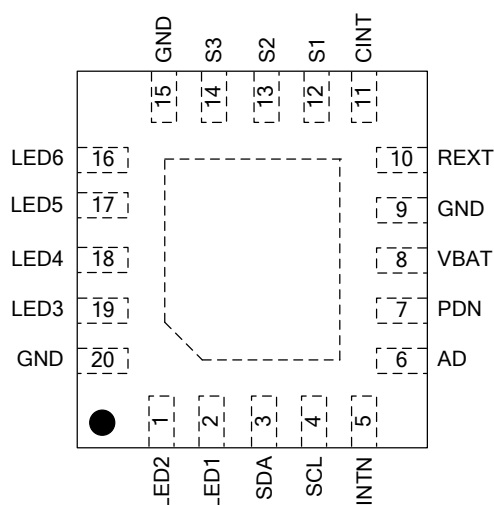 GND S3 S2 S1 CINT
15 14 13 12 11
LED6 16 10 REXT
LED5 17 9 GND
LED4 18 8 VBAT
LED3 19 7 PDN
GND 20 6 AD
1 2 3 4 5
LED2 LED1 SDA SCL INTN